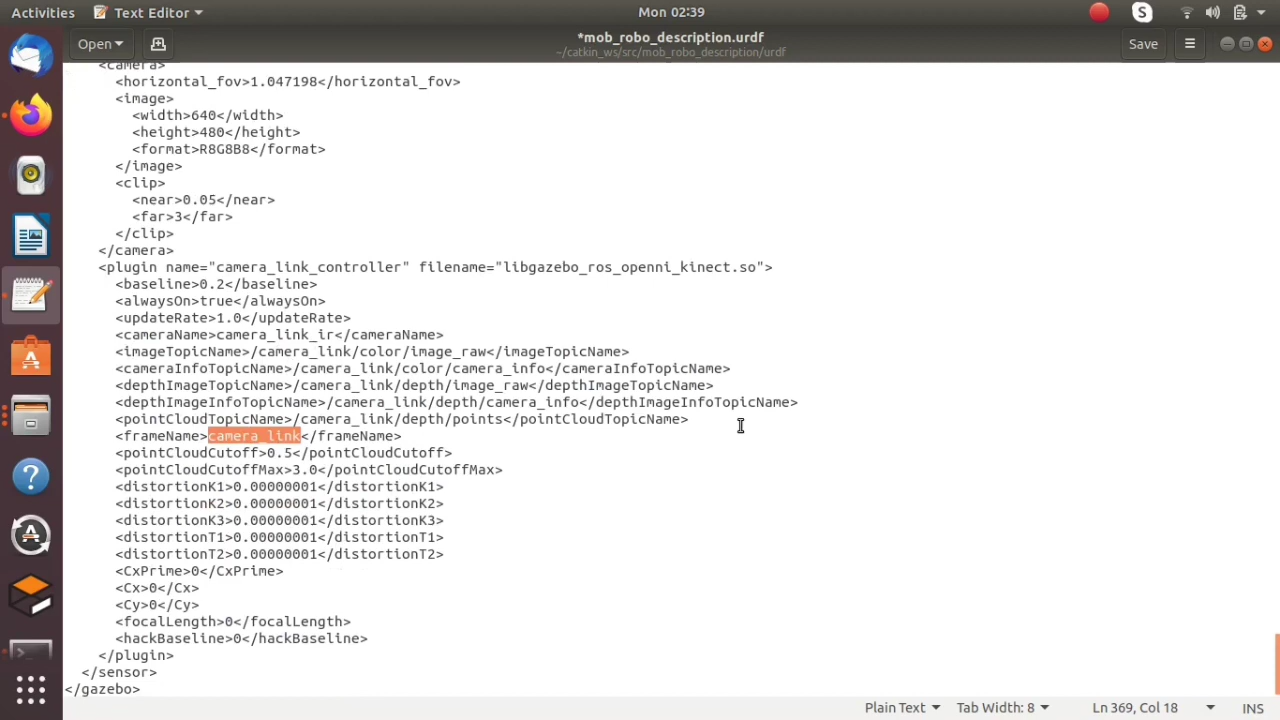 Activities
Text Editor
Mon 02:39
Open
*mob_robo_description.urdf
~/catkin_ws/src/mob_robo_description/urdf
Save
<camera>
<horizontal_fov>1.047198</horizontal_fov>
<image>
<width>640</width>
<height>480</height>
<format>R8G8B8</format>
</image>
<clip>
<near>0.05</near>
<far>3</far>
</clip>
</camera>
<plugin name="camera_link_controller" filename="libgazebo_ros_openni_kinect.so">
<baseline>0.2</baseline>
<alwaysOn>true</alwaysOn>
<updateRate>1.0</updateRate>
<cameraName>camera_link_ir</cameraName>
<imageTopicName>/camera_link/color/image_raw</imageTopicName>
<cameraInfoTopicName>/camera_link/color/camera_info</cameraInfoTopicName>
<depthImageTopicName>/camera_link/depth/image_raw</depthImageTopicName>
<depthImageInfoTopicName>/camera_link/depth/camera_info</depthImageInfoTopicName>
<pointCloudTopicName>/camera_link/depth/points</pointCloudTopicName>
<frameName>camera_link</frameName>
<pointCloudCutoff>0.5</pointCloudCutoff>
<pointCloudCutoffMax>3.0</pointCloudCutoffMax>
<distortionK1>0.00000001</distortionK1>
<distortionK2>0.00000001</distortionK2>
<distortionK3>0.00000001</distortionK3>
<distortionT1>0.00000001</distortionT1>
<distortionT2>0.00000001</distortionT2>
<CxPrime>0</CxPrime>
<Cx>0</Cx>
<Cy>0</Cy>
<focalLength>0</focalLength>
<hackBaseline>0</hackBaseline>
</plugin>
</sensor>
</gazebo>
Plain Text
Tab Width: 8
Ln 369, Col 18
INS